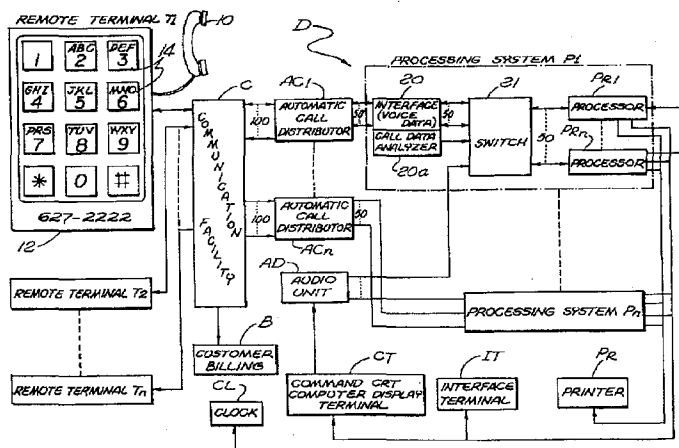 REMOTE TERMINAL T1
10
D
14
1
ABC
2
DEF
3
GHI
4
JKL
5
MNO
6
PRS
7
TUV
8
WXY
9
*
0
#
627-2222
12
C
COMMUNICATION FACILITY
100
100
AC1
AUTOMATIC CALL DISTRIBUTOR
50
AUTOMATIC CALL DISTRIBUTOR
ACn
50
PROCESSING SYSTEM P1
20
INTERFACE (VOICE DATA)
CALL DATA ANALYZER
20a
50
21
SWITCH
50
PR1
PROCESSOR
PRn
PROCESSOR
AD
AUDIO UNIT
PROCESSING SYSTEM Pn
REMOTE TERMINAL T2
REMOTE TERMINAL Tn
B
CUSTOMER BILLING
CL
CLOCK
CT
COMMAND CRT COMPUTER DISPLAY TERMINAL
IT
INTERFACE TERMINAL
PR
PRINTER